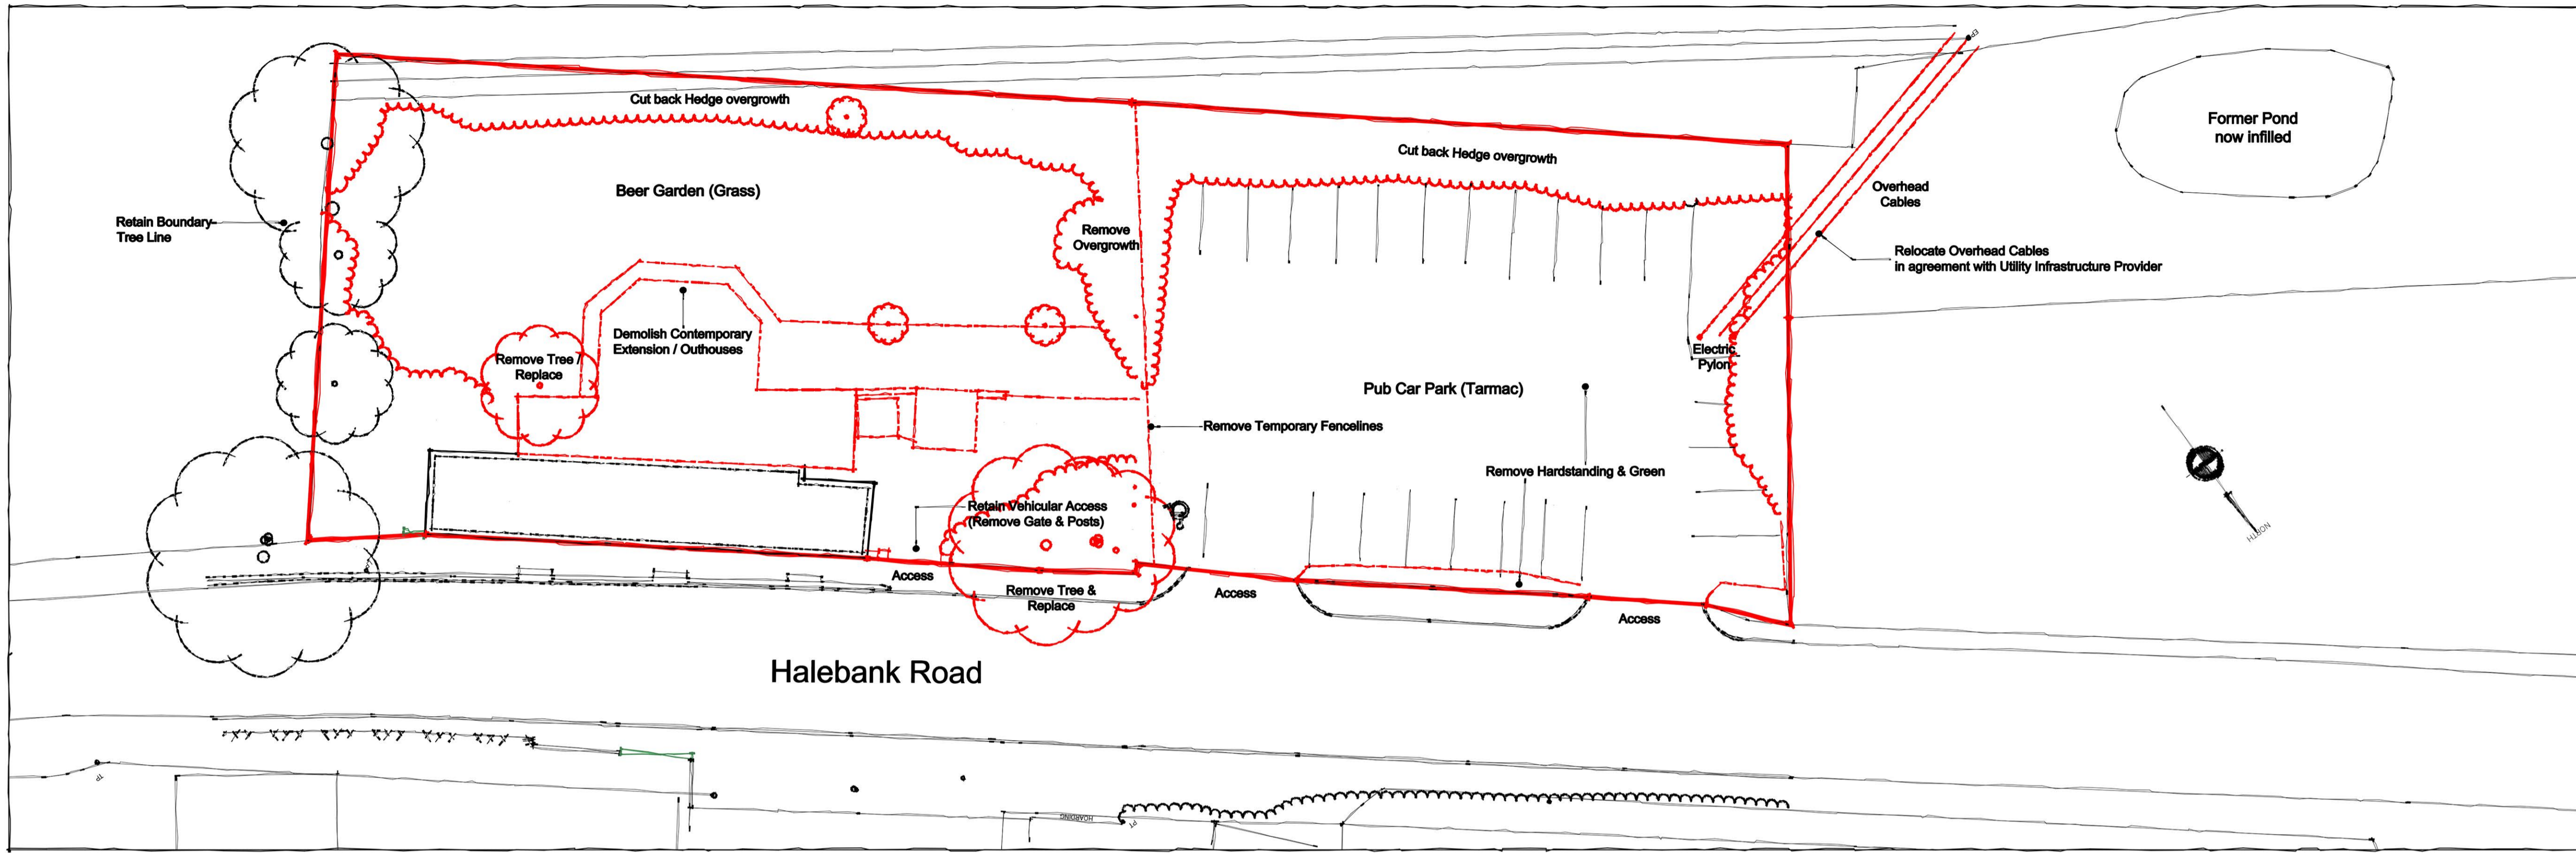 EP
Cut back Hedge overgrowth
Former Pond
now infilled
Cut back Hedge overgrowth
Beer Garden (Grass)
Overhead
Cables
Retain Boundary
Tree Line
Remove
Overgrowth
Relocate Overhead Cables
in agreement with Utility Infrastructure Provider
Demolish Contemporary
Extension / Outhouses
Remove Tree /
Replace
Electric
Pylon
Pub Car Park (Tarmac)
Remove Temporary Fencelines
Remove Hardstanding & Green
Retain Vehicular Access
(Remove Gate & Posts)
NORTH
Access
Remove Tree &
Replace
Access
Access
Halebank Road
TP
HOARDING
PT